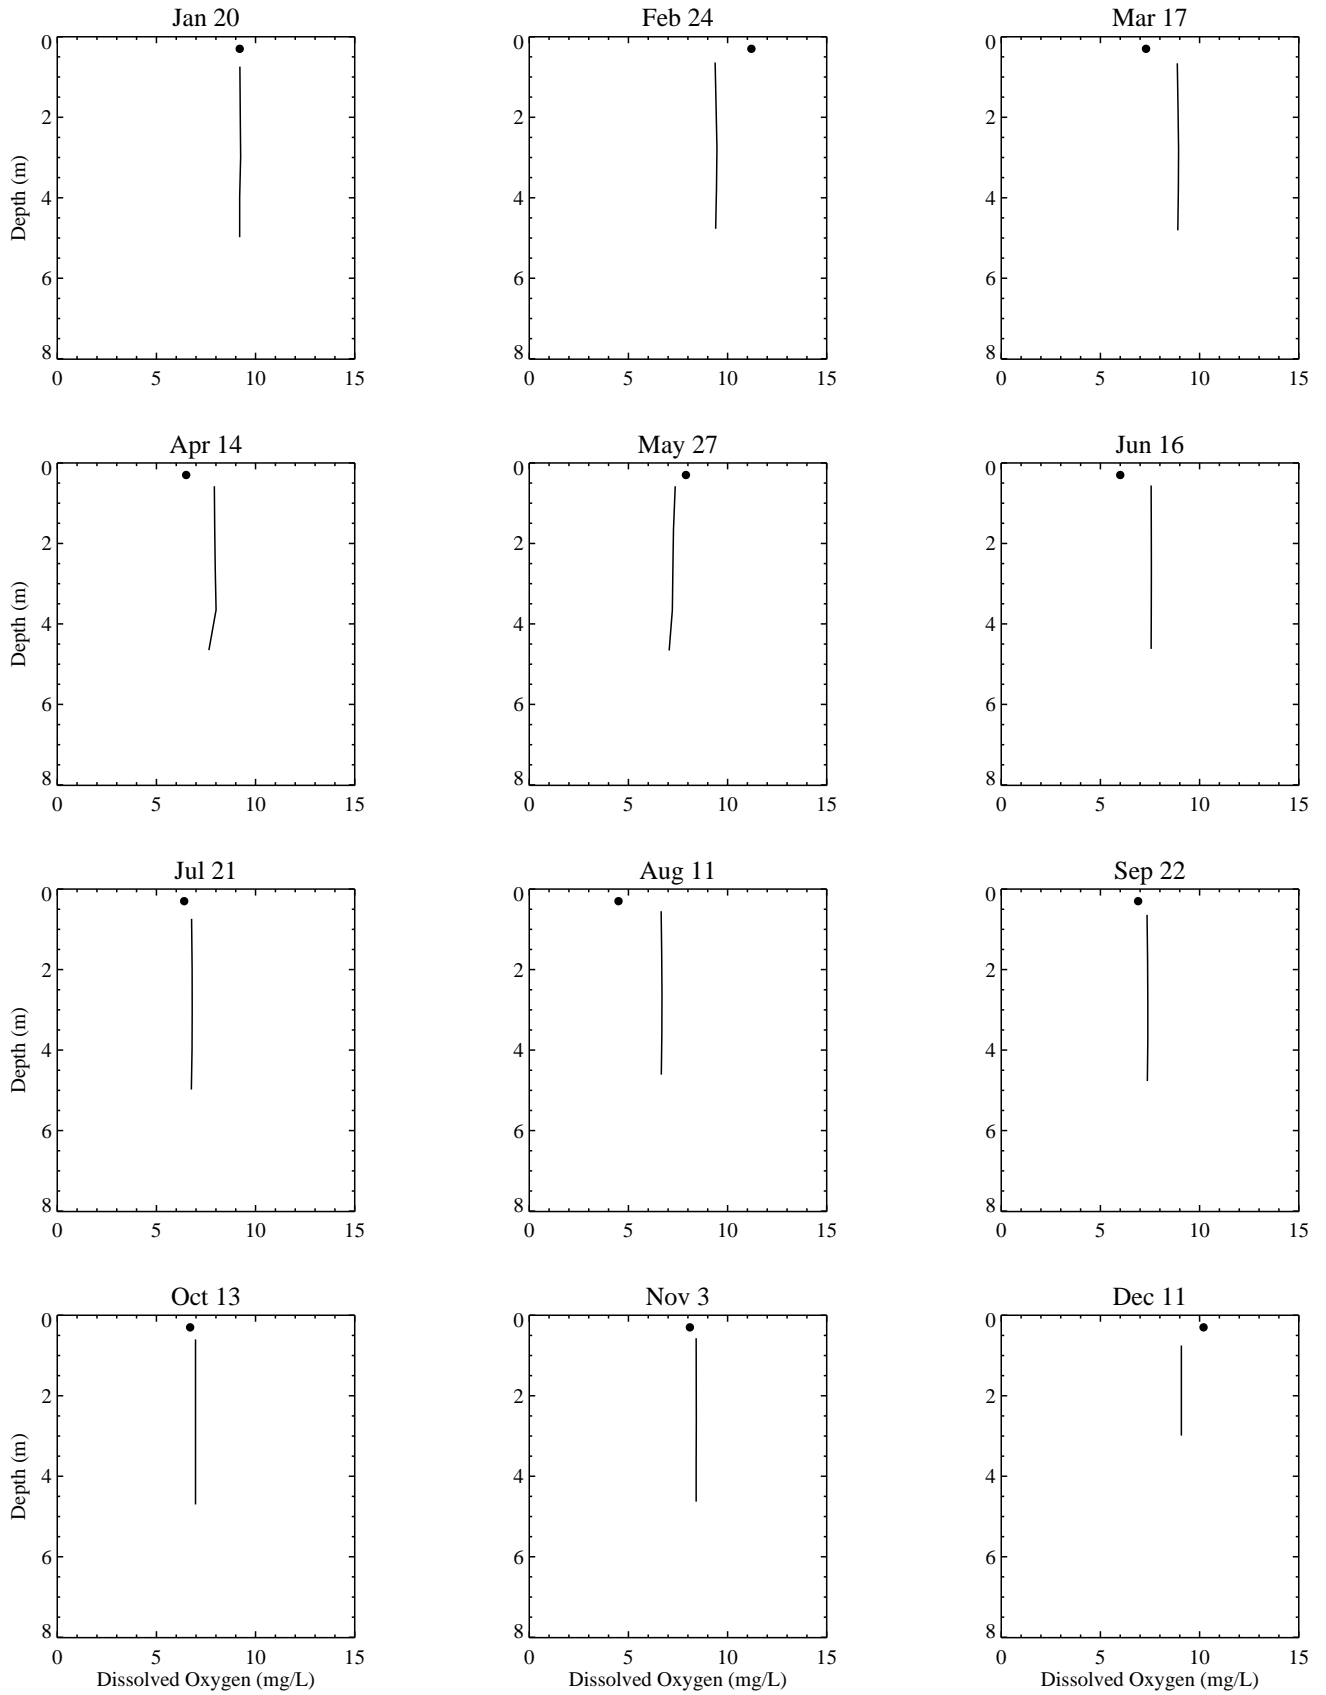 Jan 20 Feb 24 Mar 17
0 0 0
2 2 2
Depth (m)
4 4 4
6 6 6
8 8 8
0 5 10 15 0 5 10 15 0 5 10 15
Apr 14 May 27 Jun 16
0 0 0
2 2 2
Depth (m)
4 4 4
6 6 6
8 8 8
0 5 10 15 0 5 10 15 0 5 10 15
Jul 21 Aug 11 Sep 22
0 0 0
2 2 2
Depth (m)
4 4 4
6 6 6
8 8 8
0 5 10 15 0 5 10 15 0 5 10 15
Oct 13 Nov 3 Dec 11
0 0 0
2 2 2
Depth (m)
4 4 4
6 6 6
8 8 8
0 5 10 15 0 5 10 15 0 5 10 15
Dissolved Oxygen (mg/L) Dissolved Oxygen (mg/L) Dissolved Oxygen (mg/L)